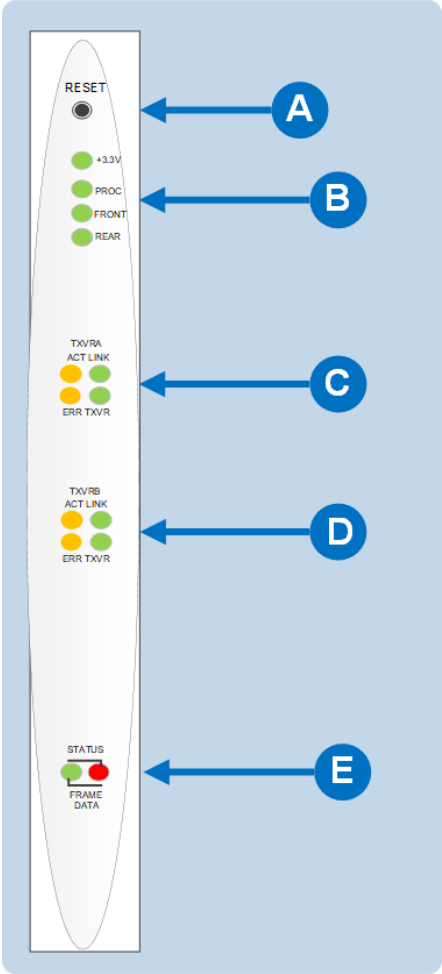 RESET
A
+3.3V
B
PROC
FRONT
REAR
TXVRA
ACT LINK
C
ERR TXVR
TXVRB
ACT LINK
D
ERR TXVR
STATUS
E
FRAME
DATA